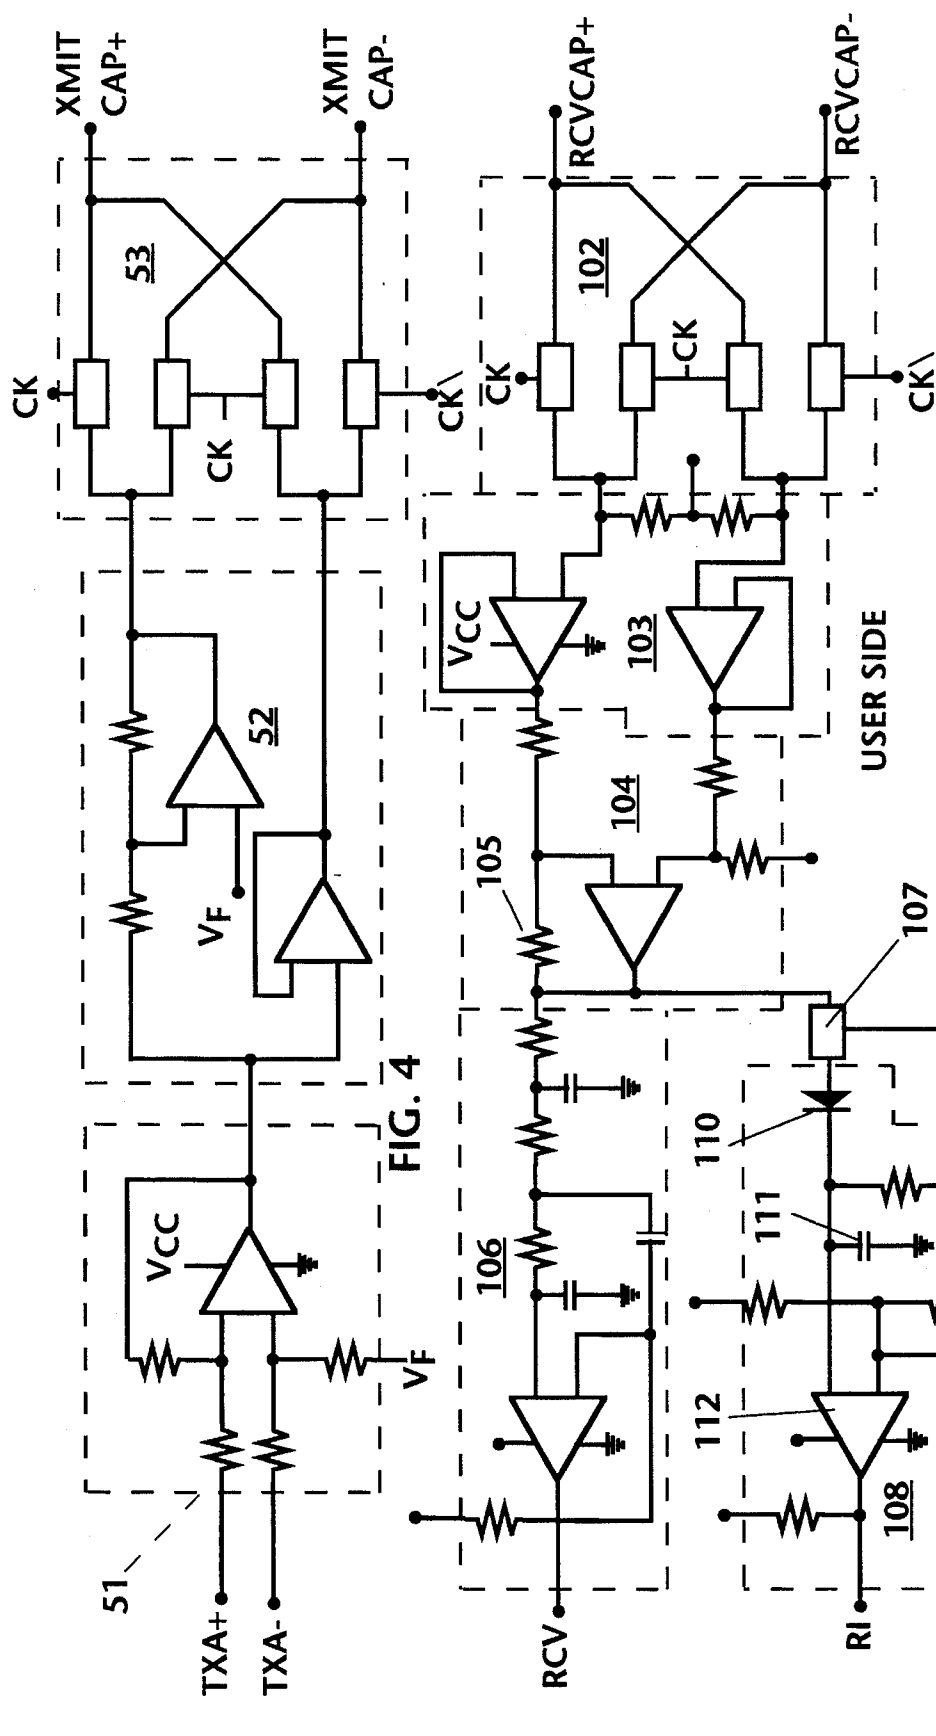 XMIT
CAP+
XMIT
CAP-
RCVCAP+
RCVCAP-
53
102
CK
CK
CK\
CK
CK
CK\
52
VF
VCC
103
USER SIDE
104
105
107
FIG. 4
110
111
VCC
106
112
VF
108
51
TXA+
TXA-
RCV
RI